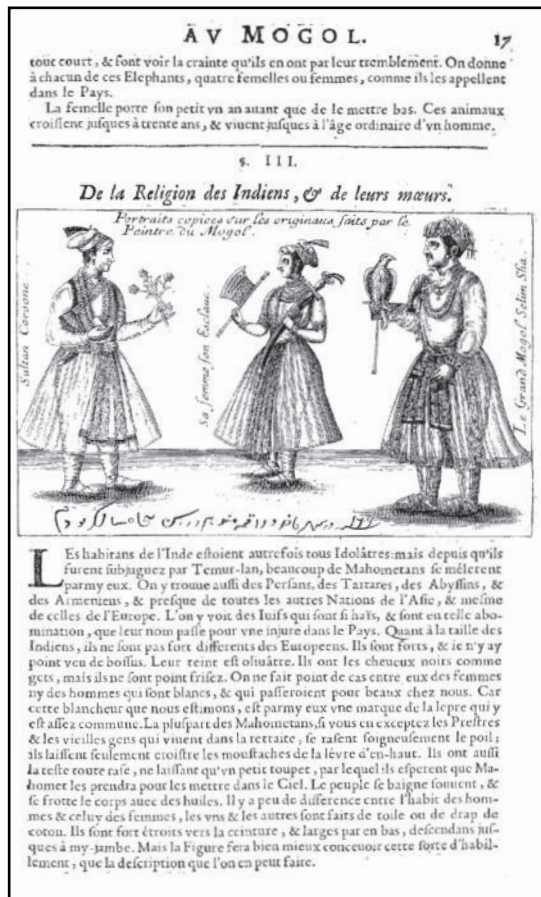 AV MOGOL. 17
tout court, & font voir la crainte qu'ils en ont par leur tremblement. On donne
à chacun de ces Elephants, quatre femelles ou femmes, comme ils les appellent
dans le Pays.
La femelle porte son petit vn an auant que de le mettre bas. Ces animaux
croissent jusques à trente ans, & viuent jusques à l'âge ordinaire d'vn homme.
§. III.
De la Religion des Indiens, & de leurs mœurs.
Portraits copiees sur les originaus faits par le
Peintre du Mogol.
Sultan Coroone.
Sa femme son Esclaue.
Le Grand Mogol Selim Sha.
LEs habitans de l'Inde estoient autrefois tous Idolâtres: mais depuis qu'ils
furent subjuguez par Temur-lan, beaucoup de Mahometans se mêlerent
parmy eux. On y trouue aussi des Persans, des Tartares, des Abyssins, &
des Armeniens, & presque de toutes les autres Nations de l'Asie, & mesme
de celles de l'Europe. L'on y voit des Iuifs qui sont si haïs, & sont en telle abo-
mination, que leur nom passe pour vne injure dans le Pays. Quant à la taille des
Indiens, ils ne sont pas fort differents des Europeens. Ils sont forts, & ie n'y ay
point veu de bossus. Leur teint est oliuâtre. Ils ont les cheueux noirs comme
gets, mais ils ne sont point frisez. On ne fait point de cas entre eux des femmes
ny des hommes qui sont blancs, & qui passeroient pour beaux chez nous. Car
cette blancheur que nous estimons, est parmy eux vne marque de la lepre qui y
est assez commune. La pluspart des Mahometans, si vous en exceptez les Prestres
& les vieilles gens qui viuent dans la retraite, se rasent soigneusement le poil;
ils laissent seulement croistre les moustaches de la lévre d'en-haut. Ils ont aussi
la teste toute rase, ne laissant qu'vn petit toupet, par lequel ils esperent que Ma-
homet les prendra pour les mettre dans le Ciel. Le peuple se baigne souuent, &
se frotte le corps auec des huiles. Il y a peu de difference entre l'habit des hom-
mes & celuy des femmes, les vns & les autres sont faits de toile ou de drap de
coton. Ils sont fort étroits vers la ceinture, & larges par en bas, descendans jus-
ques à my-jambe. Mais la Figure fera bien mieux conceuoir cette sorte d'habil-
lement, que la description que l'on en peut faire.